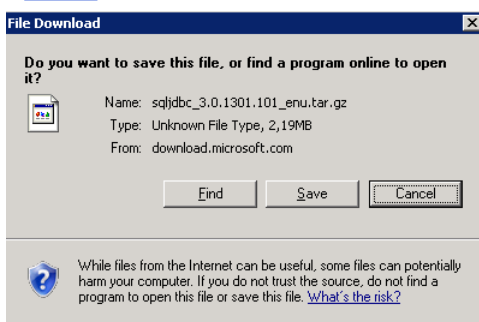 File Download
Do you want to save this file, or find a program online to open
it?
Name: sqljdbc_3.0.1301.101_enu.tar.gz
Type: Unknown File Type, 2,19MB
From: download.microsoft.com
Find Save Cancel
While files from the Internet can be useful, some files can potentially
harm your computer. If you do not trust the source, do not find a
program to open this file or save this file. What's the risk?